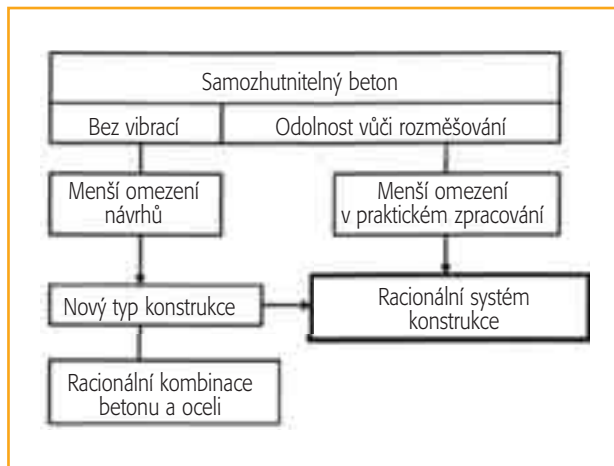 Samozhutnitelný beton
Bez vibrací
Odolnost vůči rozměšování
Menší omezení
návrhů
Menší omezení
v praktickém zpracování
Nový typ konstrukce
Racionální systém
konstrukce
Racionální kombinace
betonu a oceli